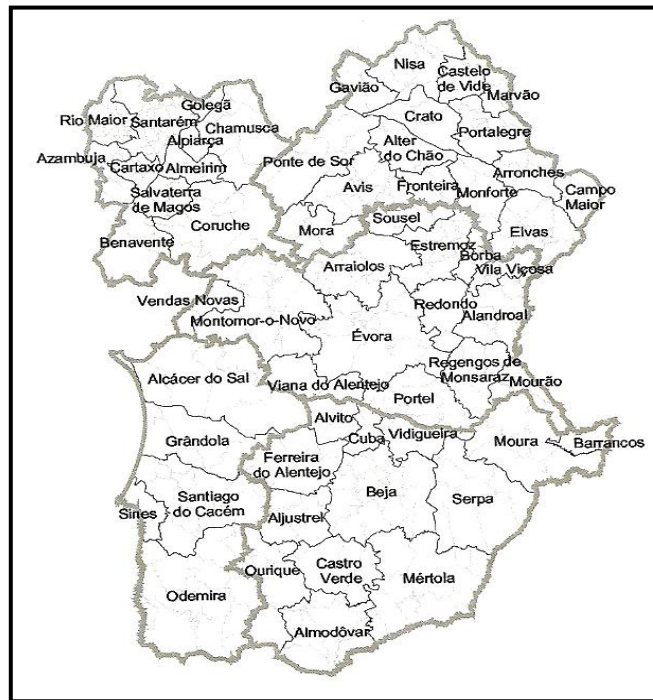 Nisa
Gavião
Castelo
de Vide
Marvão
Golegã
Rio Maior
Santarém
Chamusca
Crato
Portalegre
Alpiarça
Azambuja
Cartaxo
Almeirim
Ponte de Sor
Alter
do Chão
Arronches
Salvaterra
de Magos
Avis
Fronteira
Monforte
Campo
Maior
Benavente
Coruche
Mora
Sousel
Elvas
Estremoz
Borba
Arraiolos
Vila Viçosa
Vendas Novas
Redondo
Alandroal
Montomor-o-Novo
Évora
Regengos de
Monsaraz
Mourão
Alcácer do Sal
Viana do Alentejo
Portel
Alvito
Grândola
Cuba
Vidigueira
Moura
Barrancos
Ferreira
do Alentejo
Santiago
do Cacém
Beja
Serpa
Sines
Aljustrel
Ourique
Castro
Verde
Mértola
Odemira
Almodôvar